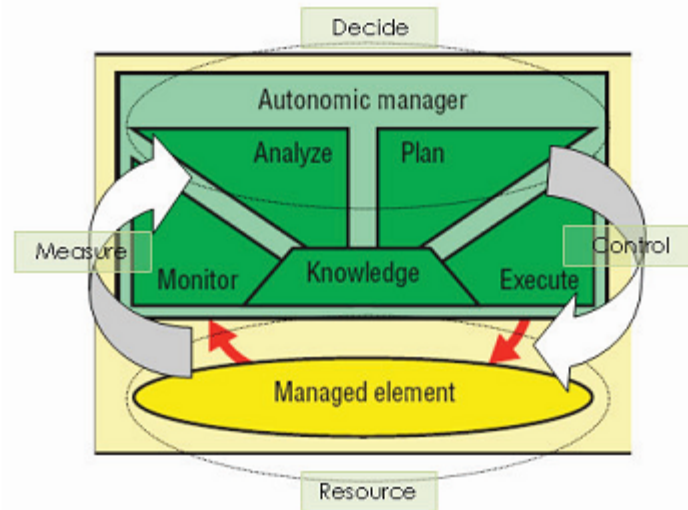 Decide
Autonomic manager
Analyze
Plan
Measure
Control
Monitor
Knowledge
Execute
Managed element
Resource